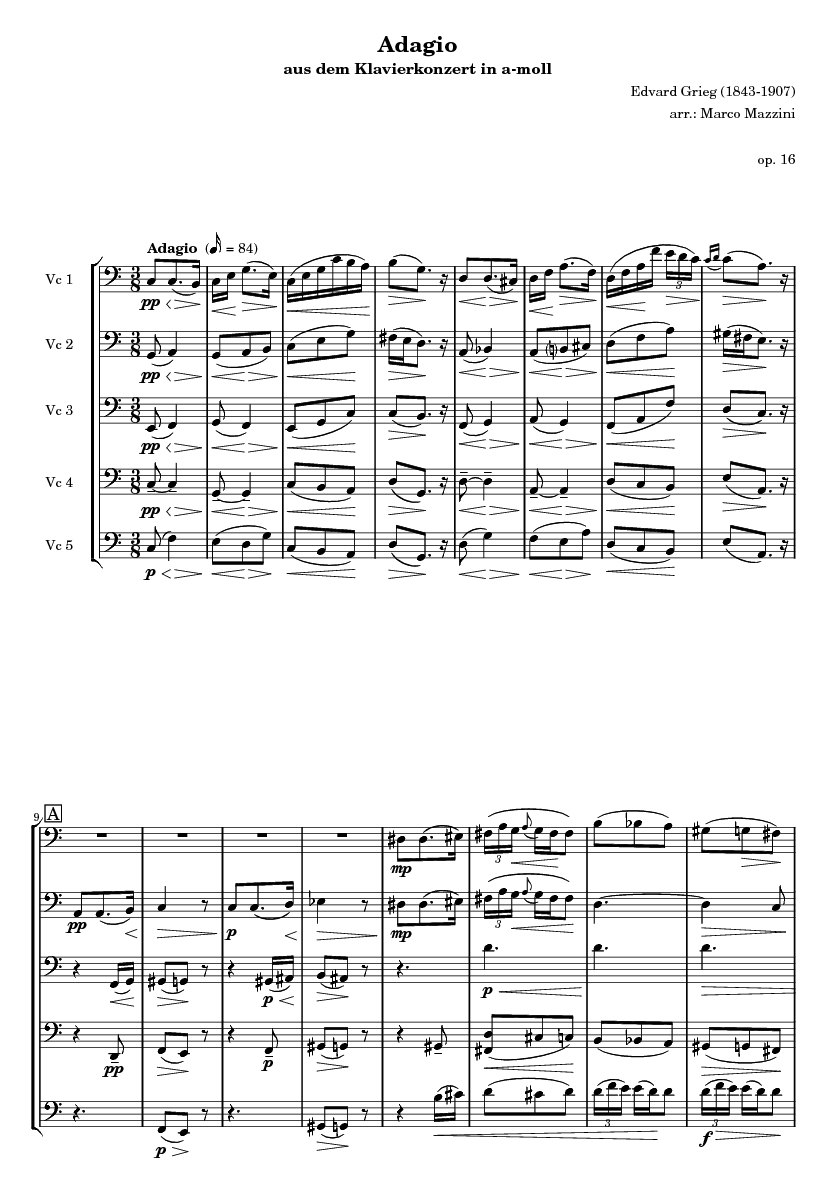 Adagio
aus dem Klavierkonzert in a-moll
Edvard Grieg (1843-1907)
arr.: Marco Mazzini
op. 16
Adagio (𝅘𝅥𝅯 = 84)
Vc 1
pp
3
Vc 2
pp
Vc 3
pp
Vc 4
pp
Vc 5
p
9 A
mp 3
pp p mp 3
p p
pp p
p 3 f 3